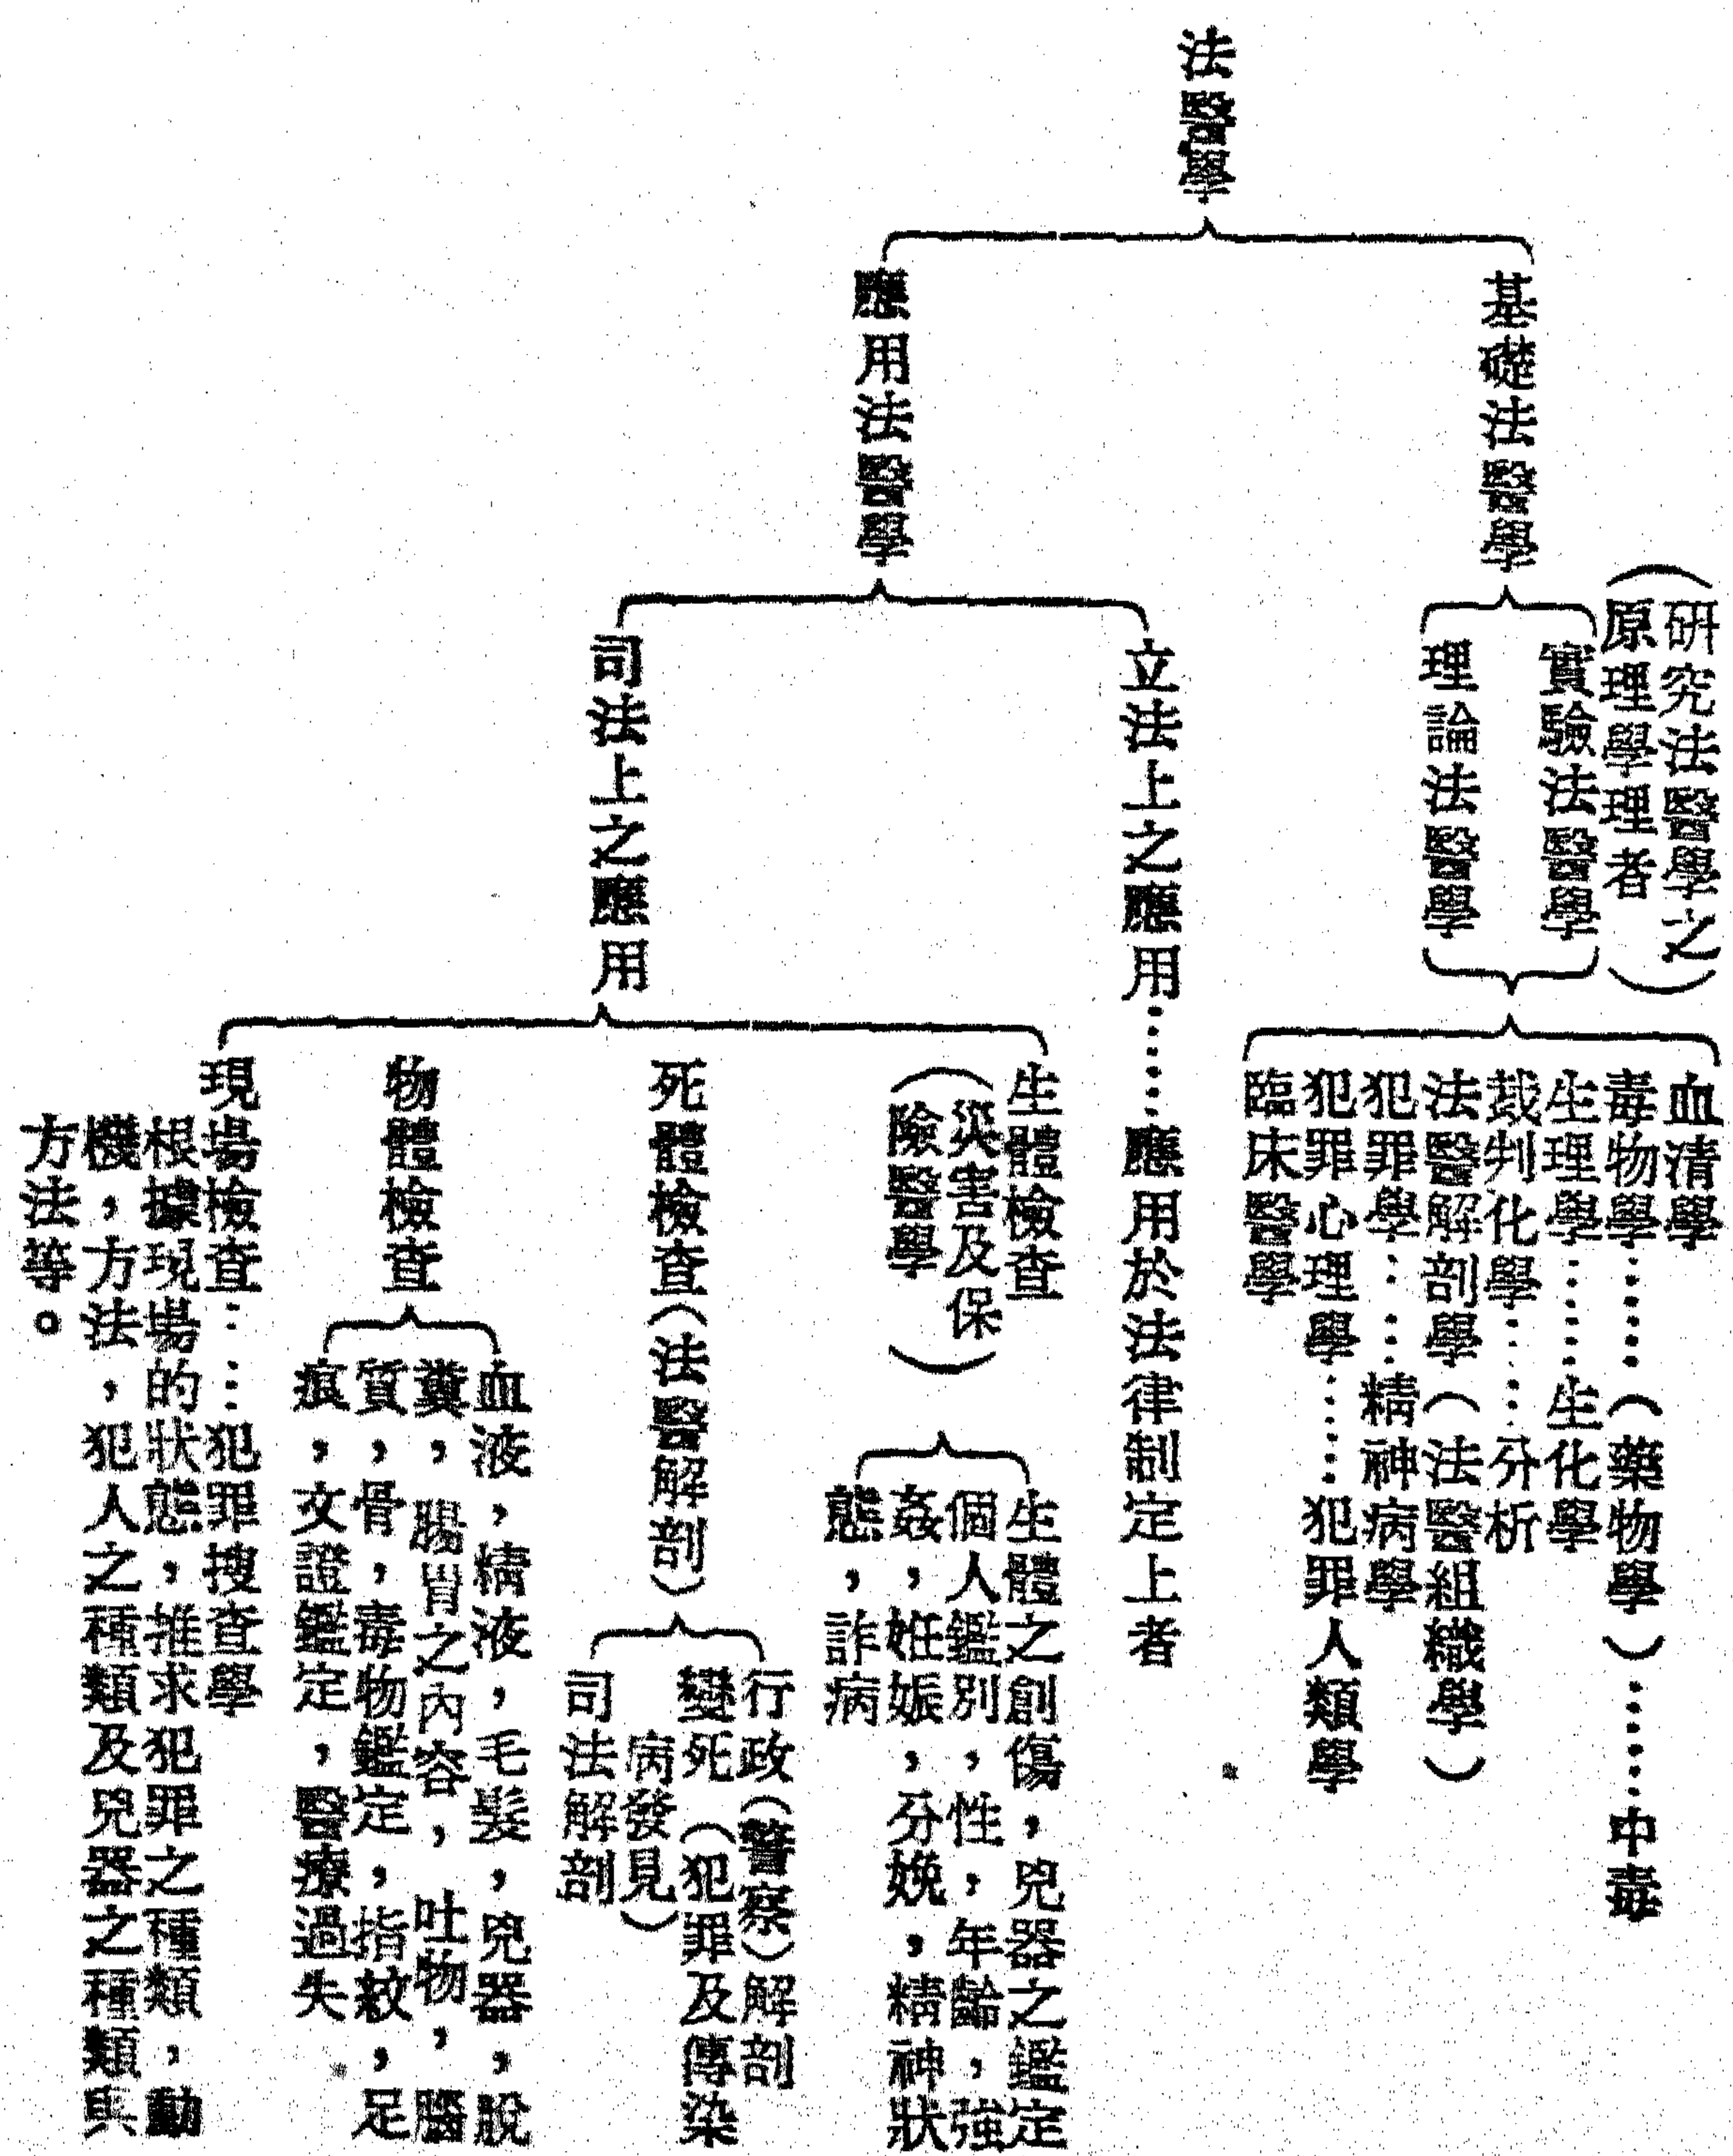 法醫學
基礎法醫學
(研究法醫學之
原理學理者)
實驗法醫學
理論法醫學
血清學
毒物學……(藥物學)……中毒
生理學……生化學
裁判化學……分析
法醫解剖學(法醫組織學)
犯罪學……精神病學
犯罪心理學……犯罪人類學
臨床醫學
應用法醫學
立法上之應用……應用於法律制定上者
司法上之應用
生體檢查
(災害及保
險醫學)
生體之創傷,兇器之鑑定
個人鑑別,性,年齡,強
姦,姙娠,分娩,精神狀
態,詐病
死體檢查(法醫解剖)
行政(警察)解剖
變死(犯罪及傳染
病發見)
司法解剖
物體檢查
血液,精液,毛髮,兇器,脫
糞,腸胃之內容,吐物,腦
質,骨,毒物鑑定,指紋,足
痕,文證鑑定,醫療過失
現場檢查……犯罪搜查學
根據現場的狀態,推求犯罪之種類,動
機,方法,犯人之種類及兇器之種類與
方法等。